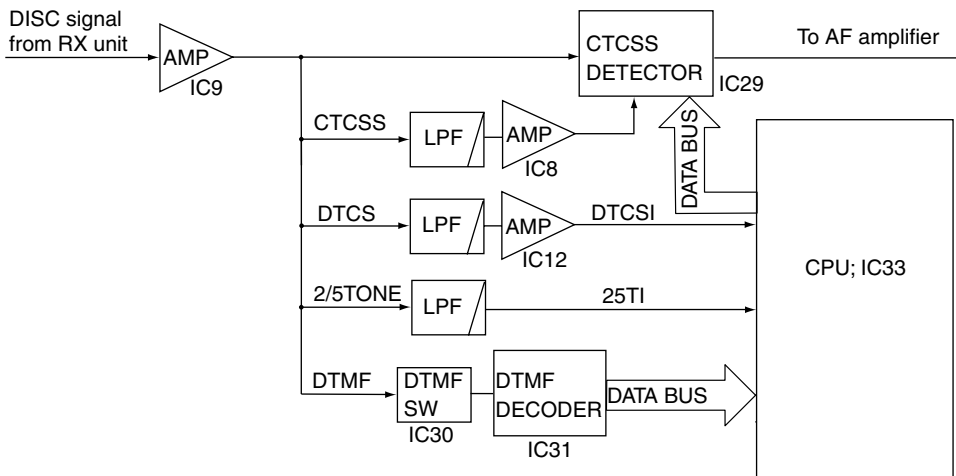 DISC signal
from RX unit
AMP
IC9
CTCSS
DETECTOR
IC29
To AF amplifier
CTCSS
LPF
AMP
IC8
DATA BUS
DTCS
LPF
AMP
IC12
DTCSI
CPU; IC33
2/5TONE
LPF
25TI
DTMF
DTMF
SW
IC30
DTMF
DECODER
IC31
DATA BUS